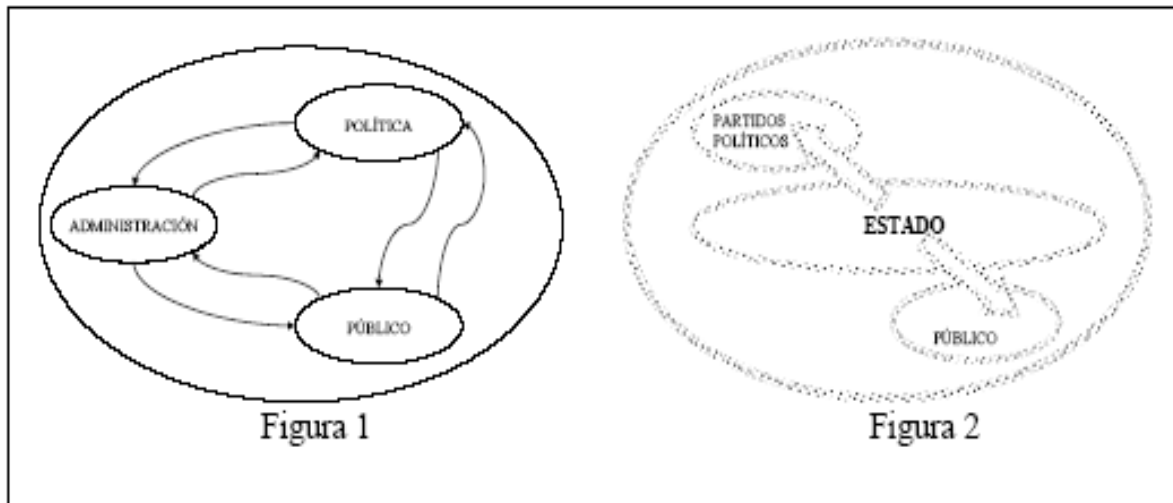 POLÍTICA
ADMINISTRACIÓN
PÚBLICO
Figura 1
PARTIDOS
POLÍTICOS
ESTADO
PÚBLICO
Figura 2